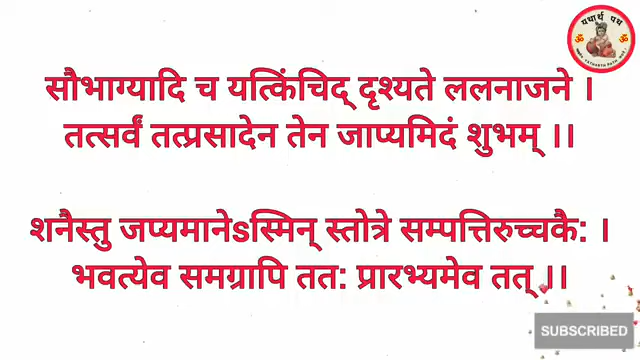 यथार्थ पथ
सौभाग्यादि च यत्किंचिद् दृश्यते ललनाजने ।
तत्सर्वं तत्प्रसादेन तेन जाप्यमिदं शुभम् ।।
शनैस्तु जप्यमानेsस्मिन् स्तोत्रे सम्पत्तिरुच्चकैः ।
भवत्येव समग्रापि ततः प्रारभ्यमेव तत् ।।
SUBSCRIBED